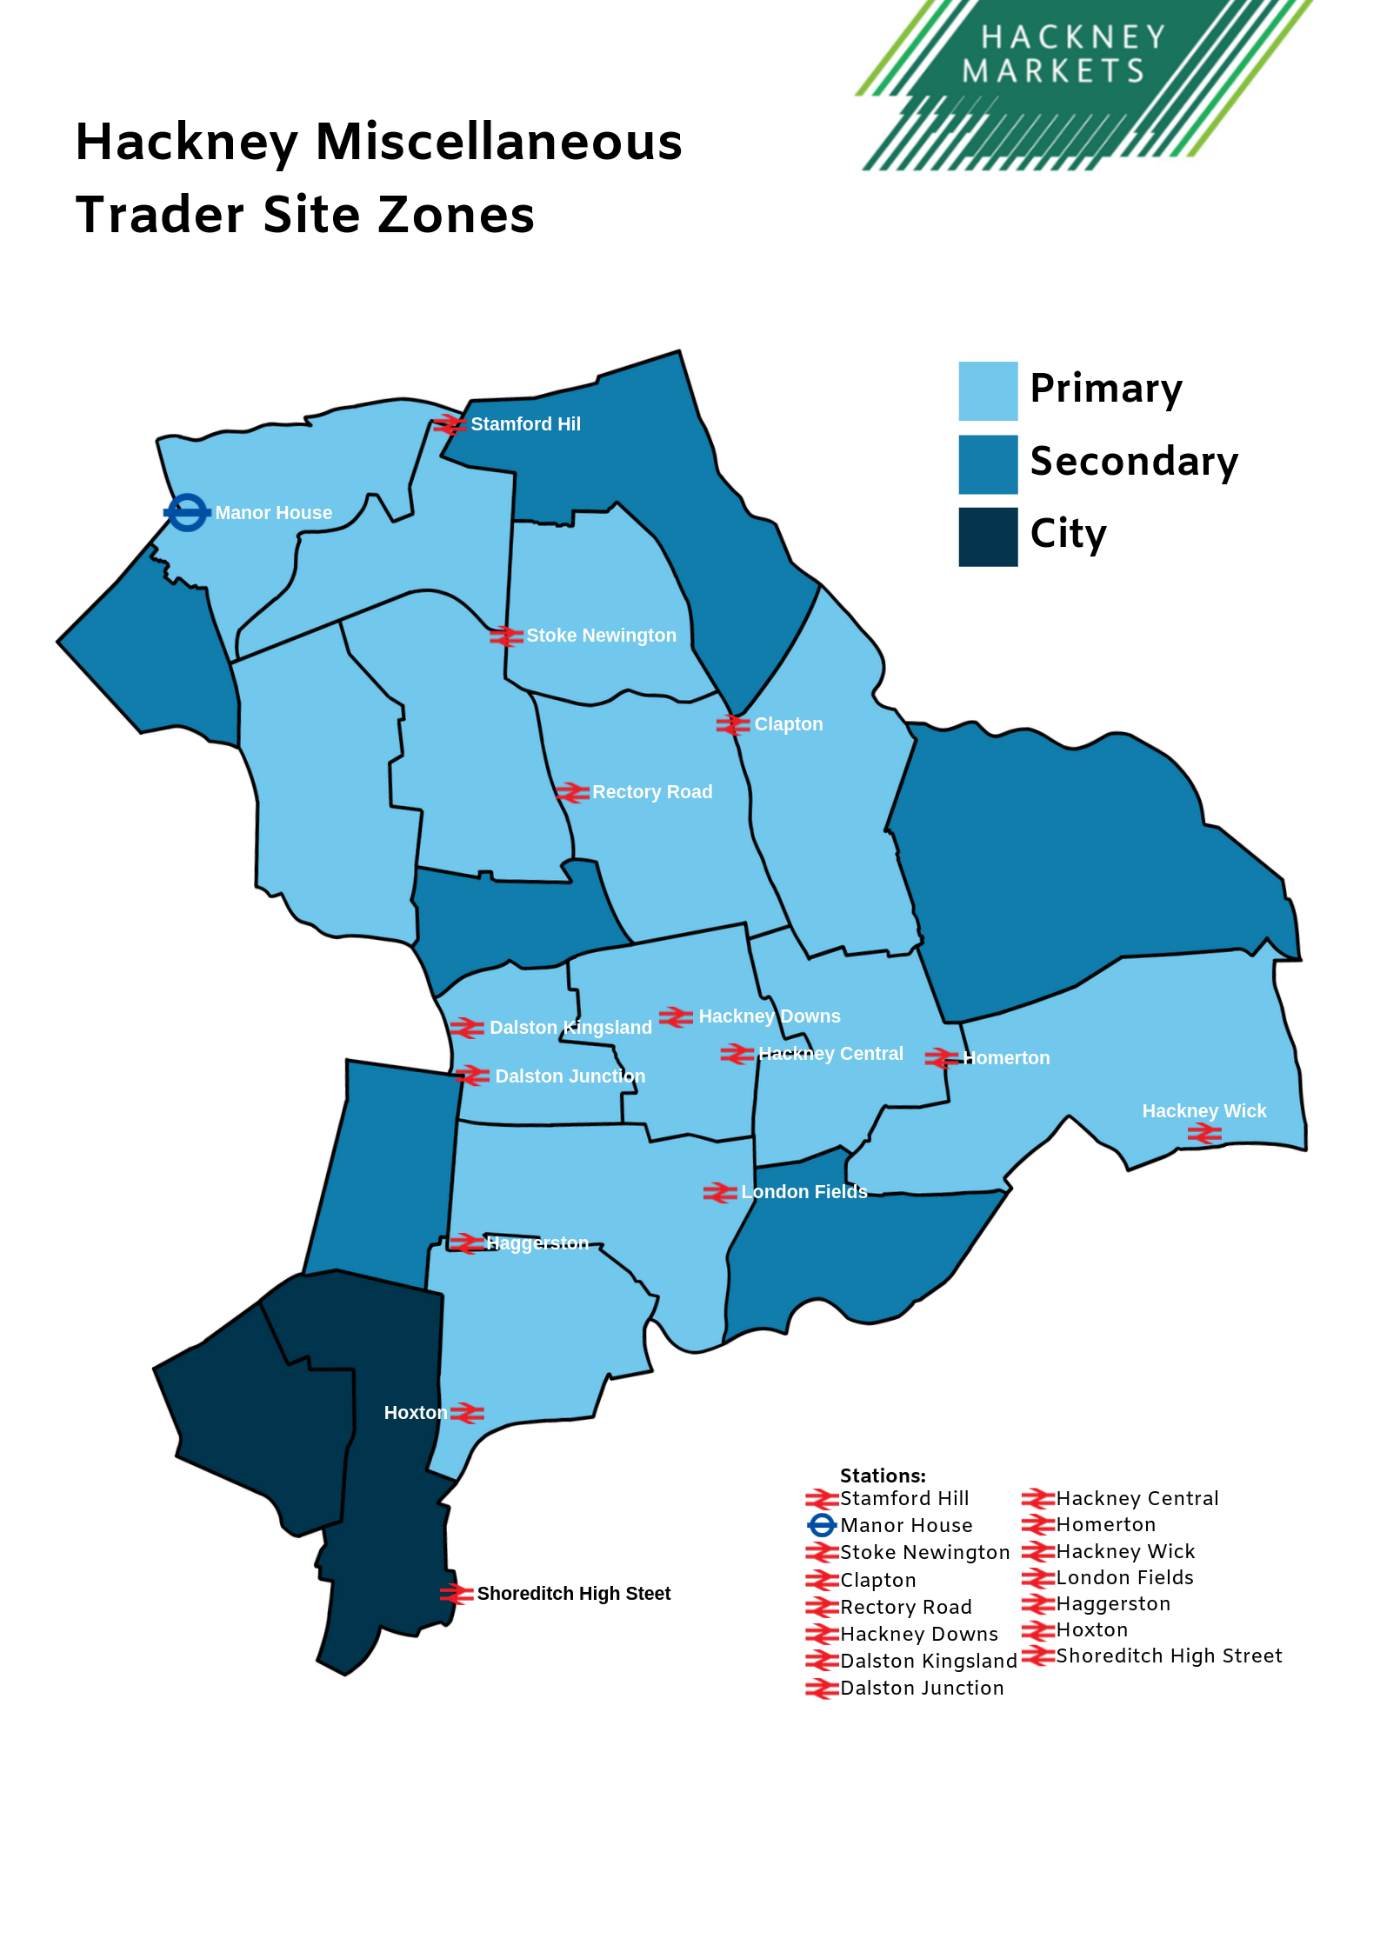 HACKNEY
MARKETS
Hackney Miscellaneous
Trader Site Zones
Primary
Secondary
City
Stamford Hil
Manor House
Stoke Newington
Clapton
Rectory Road
Hackney Downs
Dalston Kingsland
Hackney Central
Homerton
Dalston Junction
Hackney Wick
London Fields
Haggerston
Hoxton
Shoreditch High Steet
Stations:
Stamford Hill
Manor House
Stoke Newington
Clapton
Rectory Road
Hackney Downs
Dalston Kingsland
Dalston Junction
Hackney Central
Homerton
Hackney Wick
London Fields
Haggerston
Hoxton
Shoreditch High Street